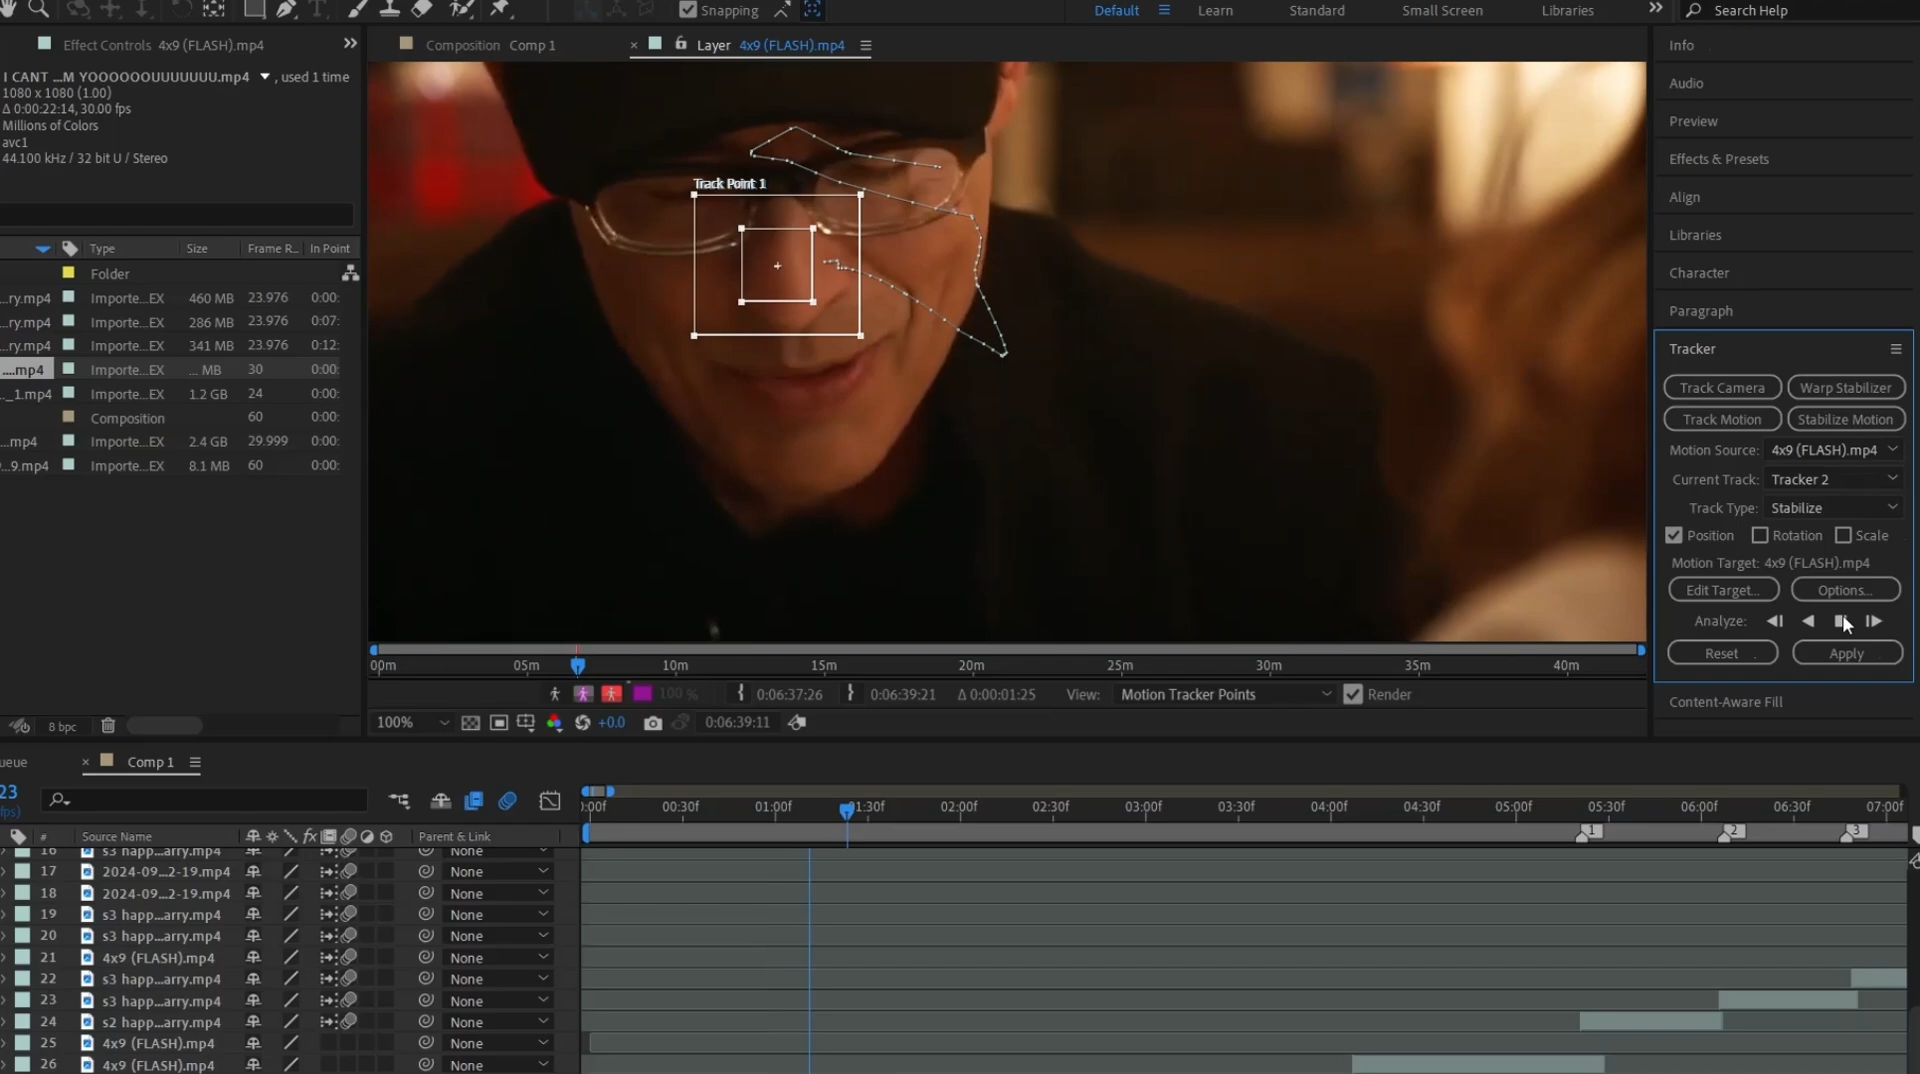 Snapping
Default
Learn
Standard
Small Screen
Libraries
Search Help
Effect Controls 4x9 (FLASH).mp4
Composition Comp 1
Layer 4x9 (FLASH).mp4
I CANT ...M YOOOOOOUUUUUUU.mp4 , used 1 time
1080 x 1080 (1.00)
Δ 0:00:22:14, 30.00 fps
Millions of Colors
avc1
44.100 kHz / 32 bit U / Stereo
Type Size Frame R... In Point
Folder
...ry.mp4 Importe...EX 460 MB 23.976 0:00:
...ry.mp4 Importe...EX 286 MB 23.976 0:07:
...ry.mp4 Importe...EX 341 MB 23.976 0:12:
....mp4 Importe...EX ... MB 30 0:00:
..._1.mp4 Importe...EX 1.2 GB 24 0:00:
Composition 60 0:00:
...mp4 Importe...EX 2.4 GB 29.999 0:00:
...9.mp4 Importe...EX 8.1 MB 60 0:00:
8 bpc
Track Point 1
:00m 05m 10m 15m 20m 25m 30m 35m 40m
100 % 0:06:37:26 0:06:39:21 Δ 0:00:01:25 View: Motion Tracker Points Render
100% +0.0 0:06:39:11
Info
Audio
Preview
Effects & Presets
Align
Libraries
Character
Paragraph
Tracker
Track Camera Warp Stabilizer
Track Motion Stabilize Motion
Motion Source: 4x9 (FLASH).mp4
Current Track: Tracker 2
Track Type: Stabilize
Position Rotation Scale
Motion Target: 4x9 (FLASH).mp4
Edit Target... Options...
Analyze:
Reset Apply
Content-Aware Fill
ueue
Comp 1
23
fps)
# Source Name fx Parent & Link
):00f 00:30f 01:00f 01:30f 02:00f 02:30f 03:00f 03:30f 04:00f 04:30f 05:00f 05:30f 06:00f 06:30f 07:00f
1 2 3
16 s3 happ...arry.mp4 None
17 2024-09...2-19.mp4 None
18 2024-09...2-19.mp4 None
19 s3 happ...arry.mp4 None
20 s3 happ...arry.mp4 None
21 4x9 (FLASH).mp4 None
22 s3 happ...arry.mp4 None
23 s3 happ...arry.mp4 None
24 s2 happ...arry.mp4 None
25 4x9 (FLASH).mp4 None
26 4x9 (FLASH).mp4 None